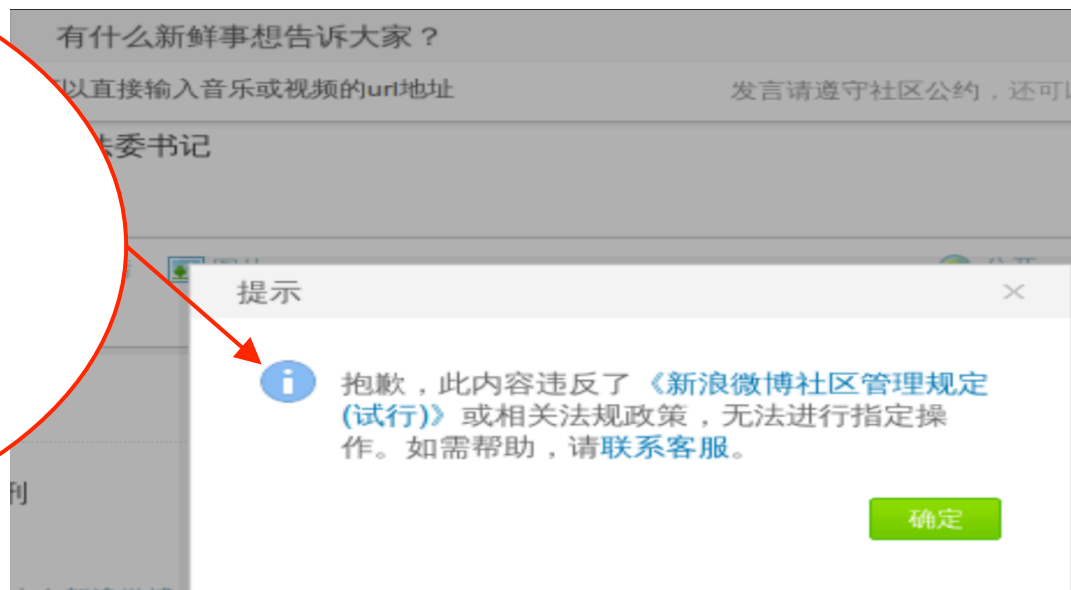 有什么新鲜事想告诉大家？
以直接输入音乐或视频的url地址
发言请遵守社区公约，还可
委书记
提示
抱歉，此内容违反了《新浪微博社区管理规定
(试行)》或相关法规政策，无法进行指定操
作。如需帮助，请联系客服。
确定
刊